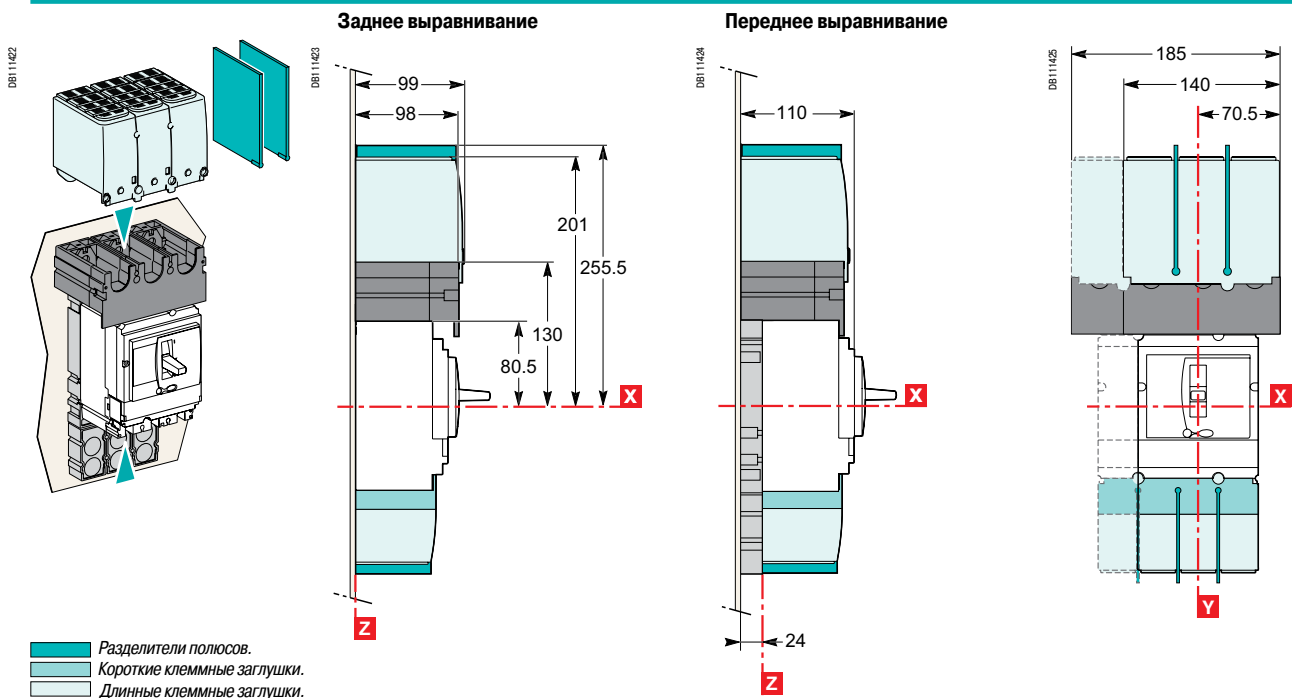 Заднее выравнивание
Переднее выравнивание
DB111422
DB111423
99
98
201
255.5
130
80.5
X
Z
DB111424
110
X
24
Z
DB111425
185
140
70.5
X
Y
Разделители полюсов.
Короткие клеммные заглушки.
Длинные клеммные заглушки.